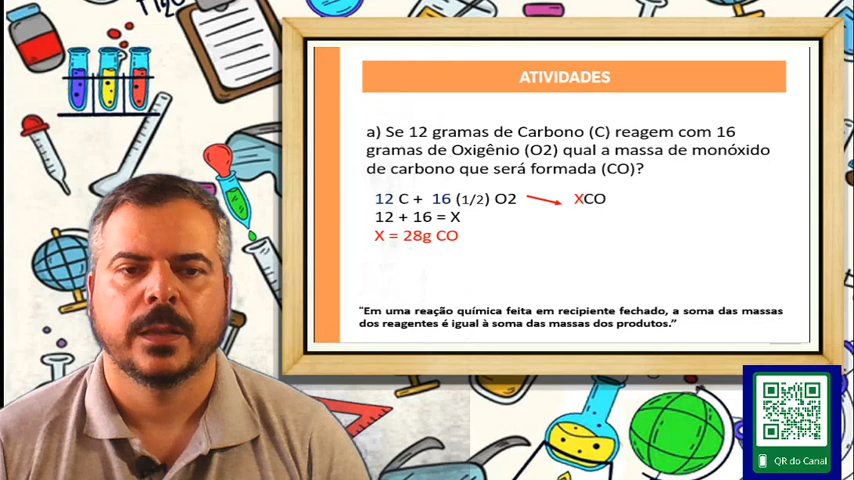 H2O
ATIVIDADES
a) Se 12 gramas de Carbono (C) reagem com 16
gramas de Oxigênio (O2) qual a massa de monóxido
de carbono que será formada (CO)?
12 C + 16 (1/2) O2 XCO
12 + 16 = X
X = 28g CO
"Em uma reação química feita em recipiente fechado, a soma das massas
dos reagentes é igual à soma das massas dos produtos.”
QR do Canal